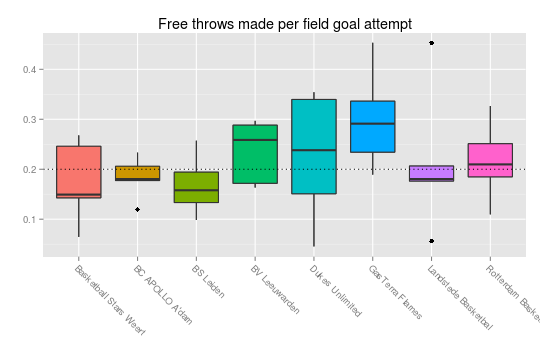 Free throws made per field goal attempt
0.4
0.3
0.2
0.1
Basketball Stars Weert
BC APOLLO A'dam
BS Leiden
BV Leeuwarden
Dukes Unlimited
GasTerra Flames
Landstede Basketbal
Rotterdam Basket